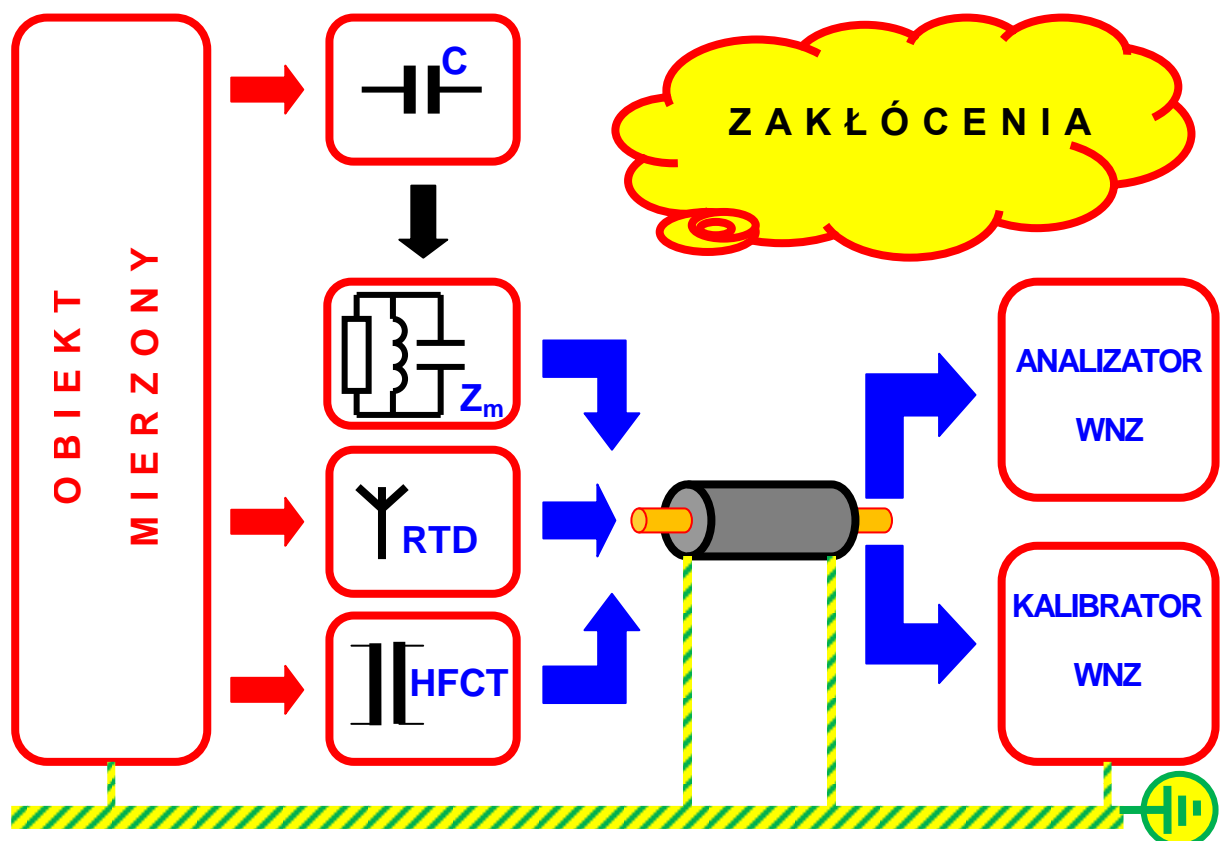 OBIEKT
MIERZONY
C
ZAKŁÓCENIA
Zm
RTD
HFCT
ANALIZATOR
WNZ
KALIBRATOR
WNZ